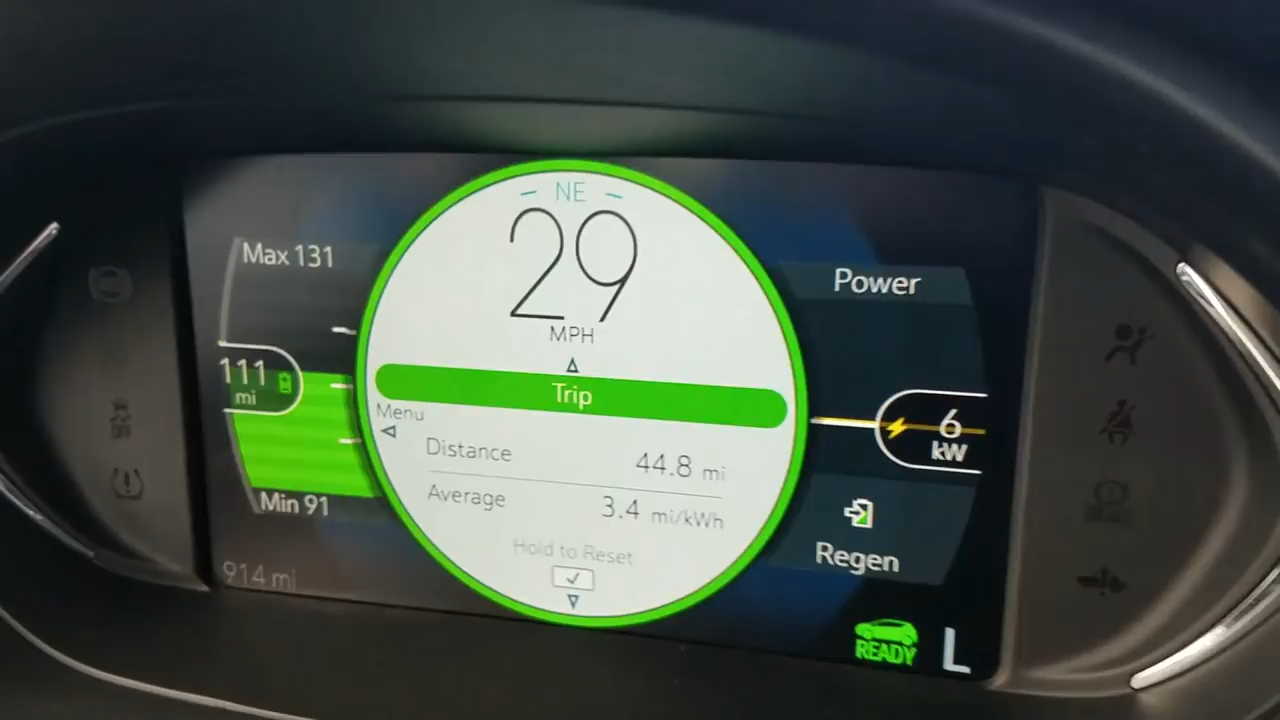 NE
29
MPH
Max 131
111
mi
Min 91
914 mi
Trip
Menu
Distance 44.8 mi
Average 3.4 mi/kWh
Hold to Reset
Power
6
kW
Regen
READY
L